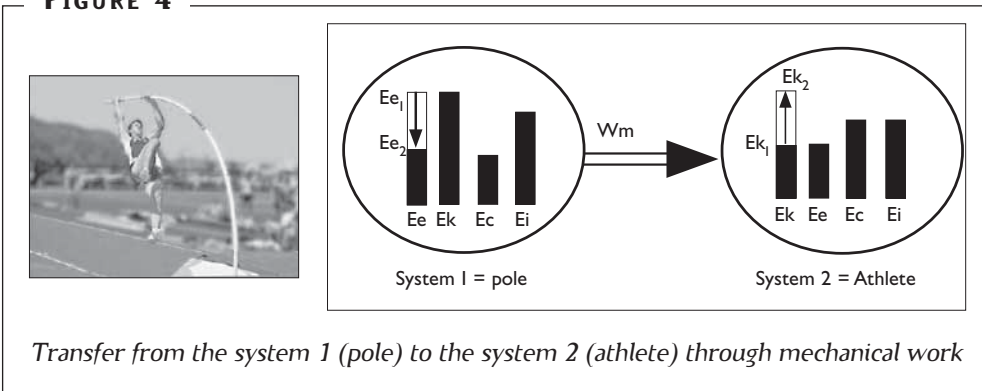 FIGURE 4
Ee1
Ee2
Ee Ek Ec Ei
System 1 = pole
Wm
Ek2
Ek1
Ek Ee Ec Ei
System 2 = Athlete
Transfer from the system 1 (pole) to the system 2 (athlete) through mechanical work